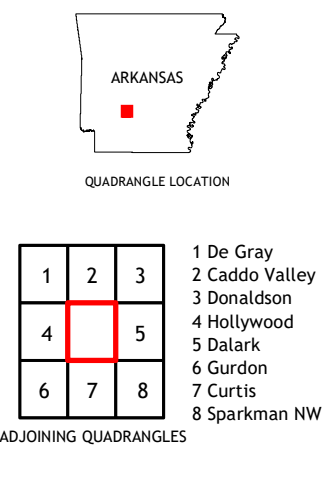 ARKANSAS
QUADRANGLE LOCATION
1 2 3
4 5
6 7 8
1 De Gray
2 Caddo Valley
3 Donaldson
4 Hollywood
5 Dalark
6 Gurdon
7 Curtis
8 Sparkman NW
ADJOINING QUADRANGLES